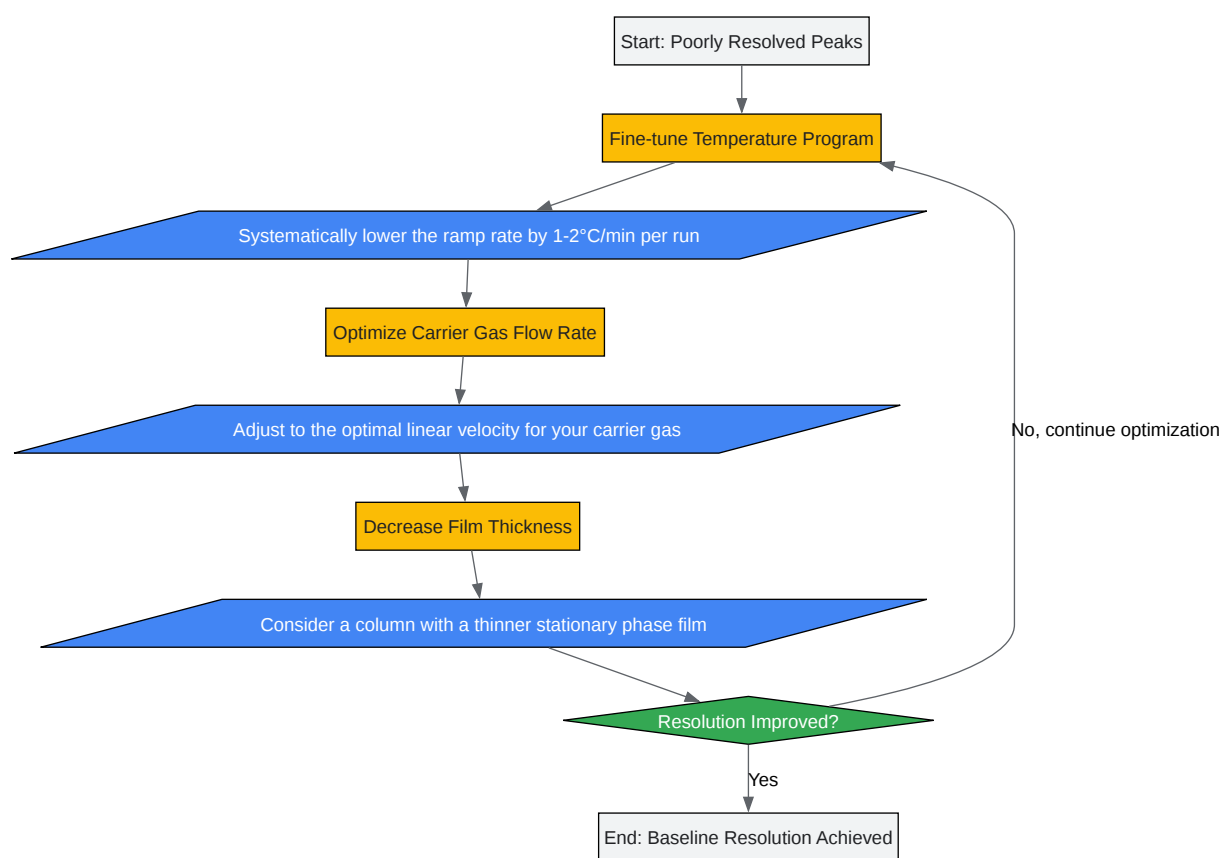 Start: Poorly Resolved Peaks
Fine-tune Temperature Program
Systematically lower the ramp rate by 1-2°C/min per run
Optimize Carrier Gas Flow Rate
Adjust to the optimal linear velocity for your carrier gas
No, continue optimization
Decrease Film Thickness
Consider a column with a thinner stationary phase film
Resolution Improved?
Yes
End: Baseline Resolution Achieved